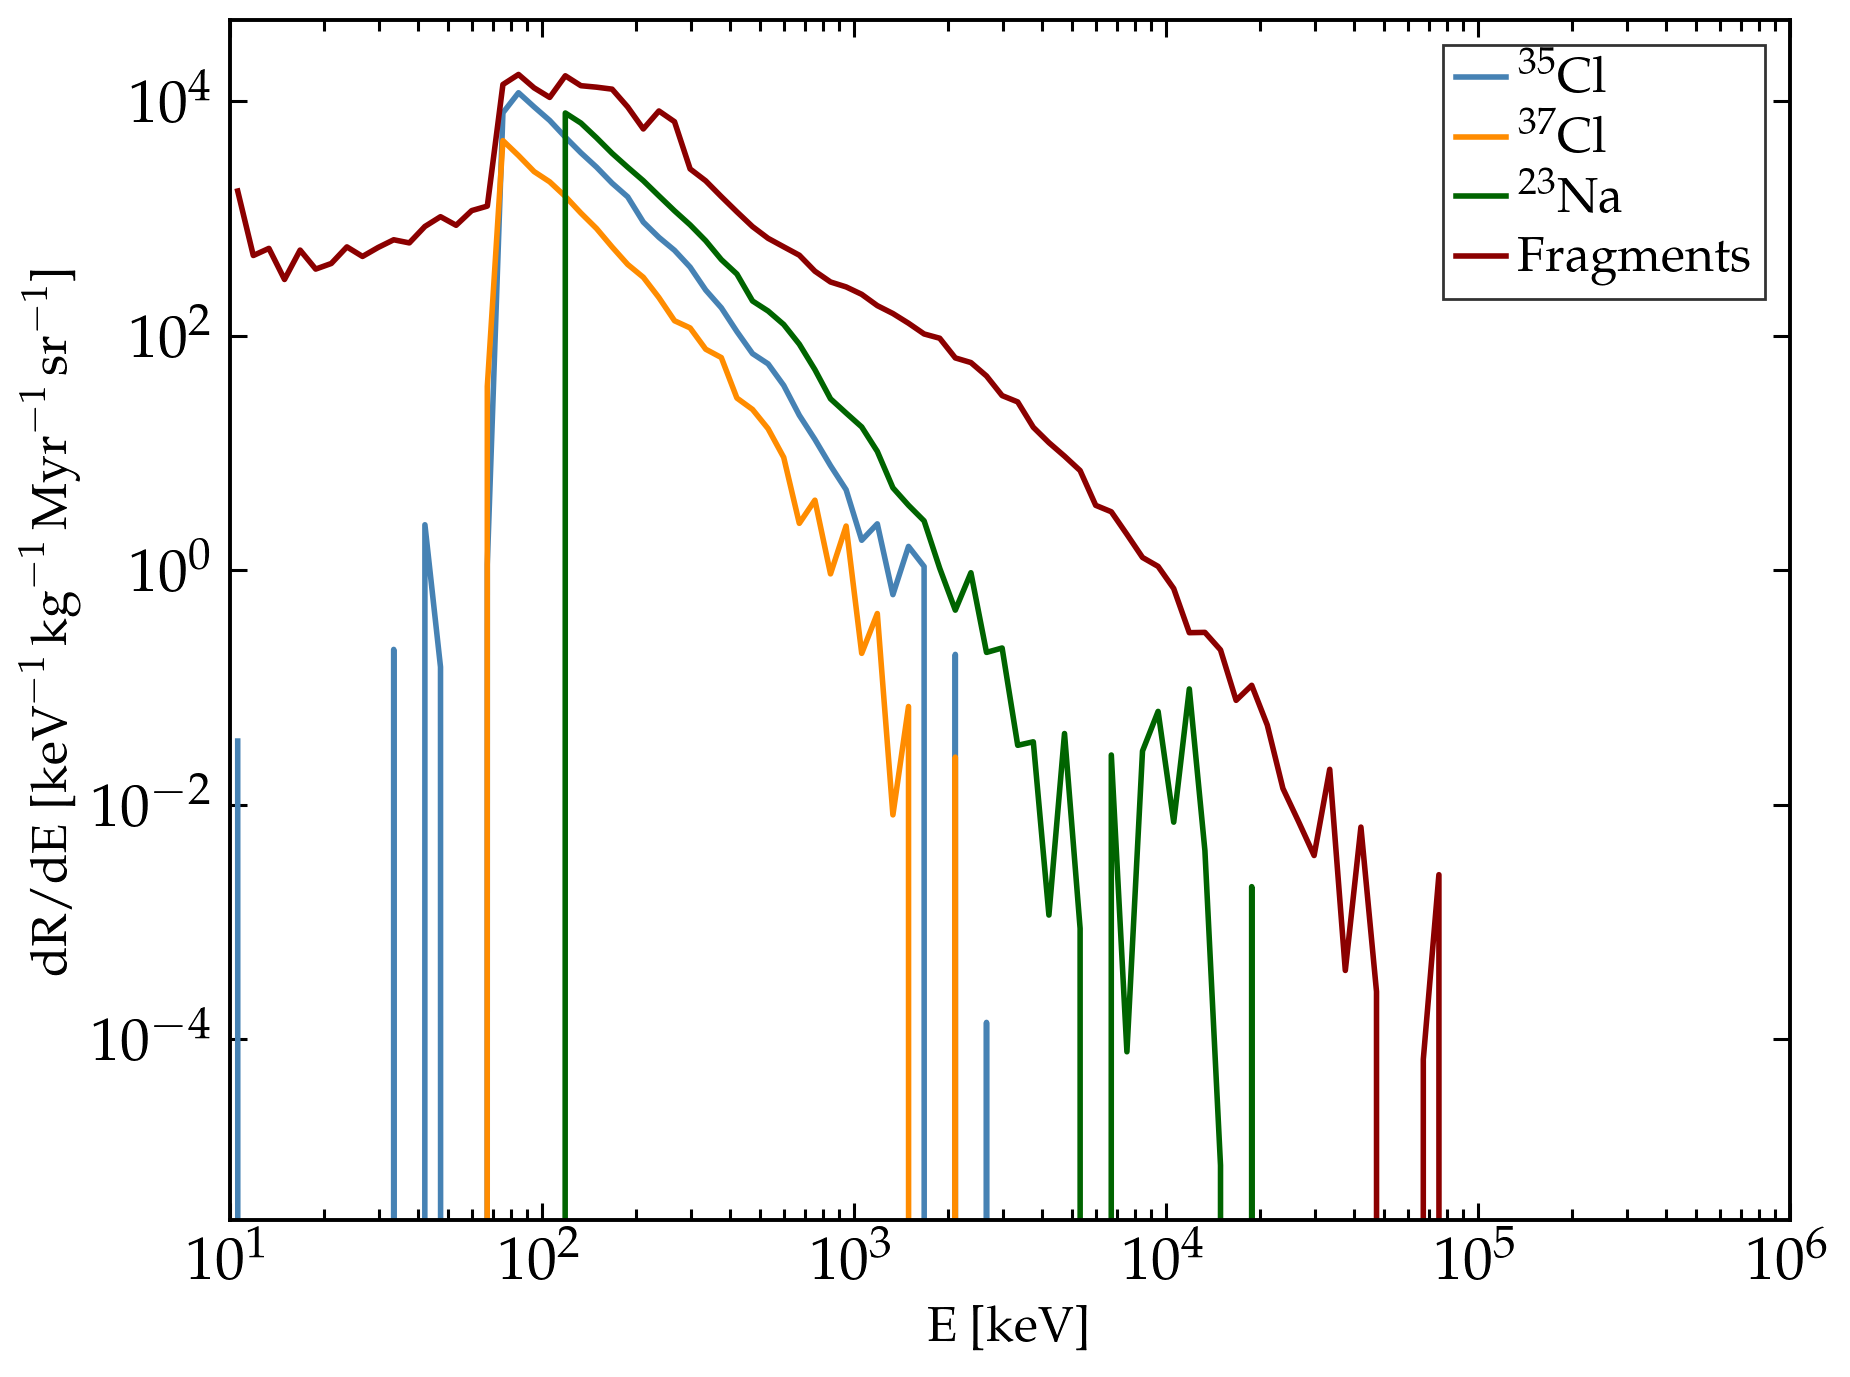 ³⁵Cl
³⁷Cl
²³Na
Fragments
10⁴
10²
10⁰
10⁻²
10⁻⁴
dR/dE [keV⁻¹ kg⁻¹ Myr⁻¹ sr⁻¹]
10¹ 10² 10³ 10⁴ 10⁵ 10⁶
E [keV]